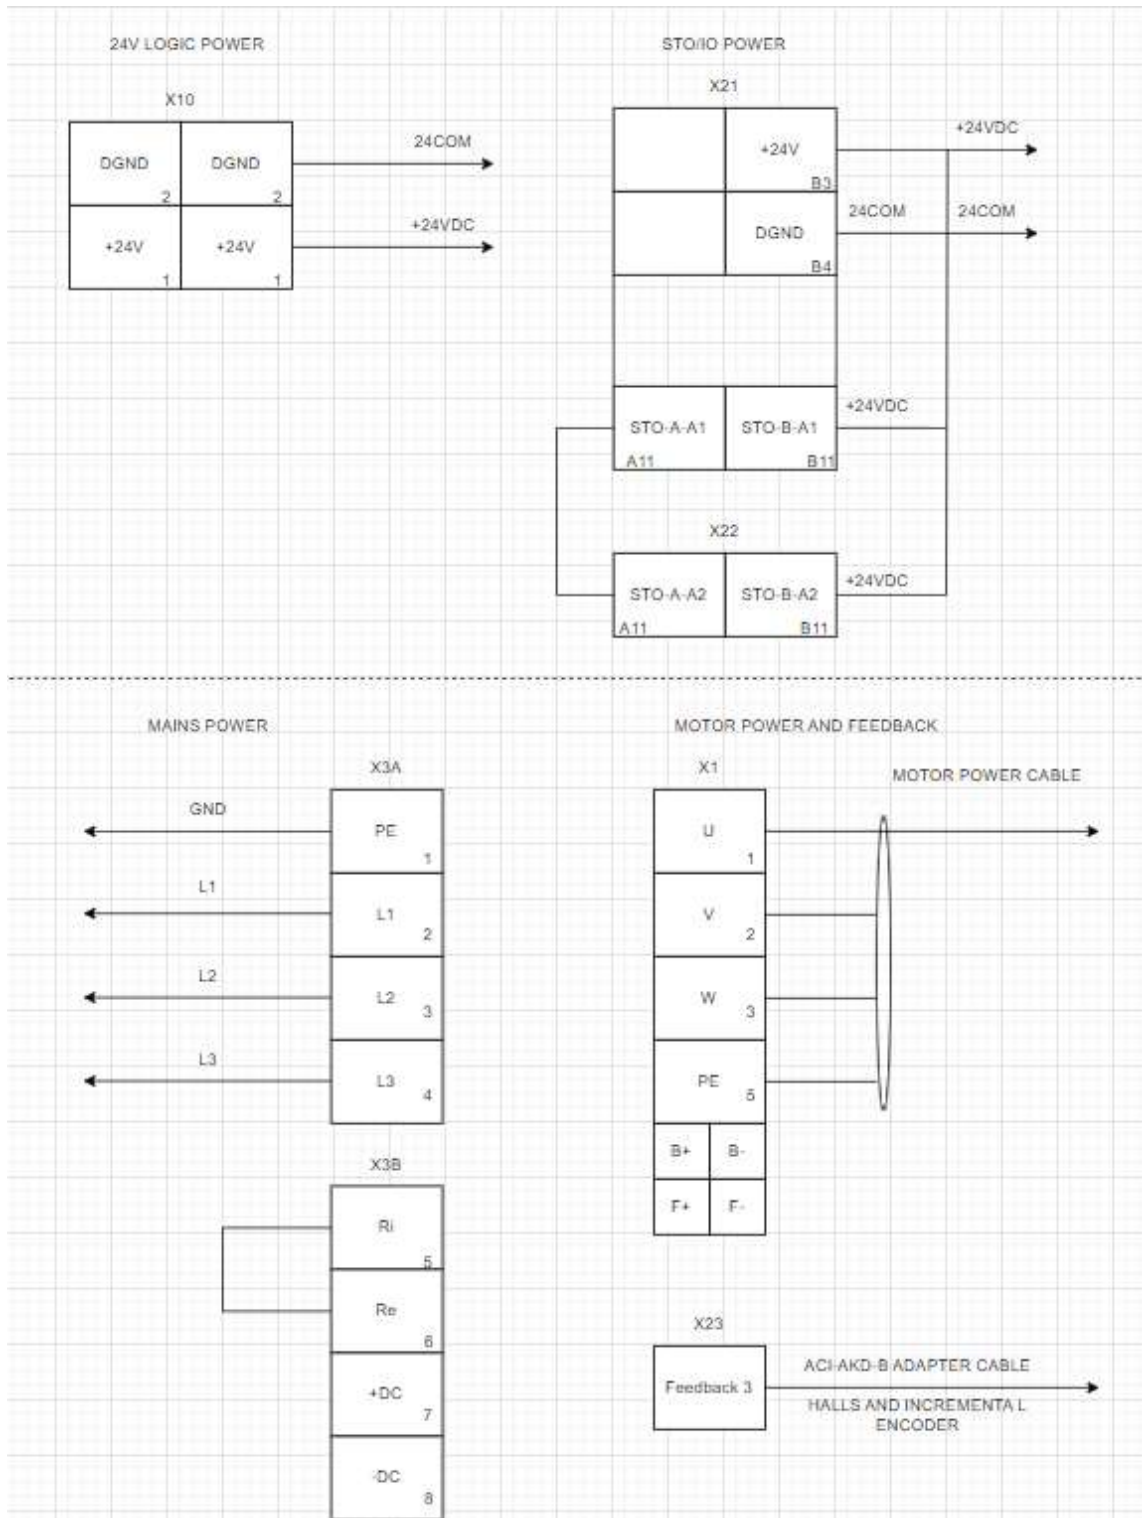 24V LOGIC POWER
X10
DGND
2
DGND
2
24COM
+24V
1
+24V
1
+24VDC
STO/IO POWER
X21
+24V
B3
+24VDC
DGND
B4
24COM
24COM
STO-A-A1
A11
STO-B-A1
B11
+24VDC
X22
STO-A-A2
A11
STO-B-A2
B11
+24VDC
MAINS POWER
X3A
GND
PE
1
L1
L1
2
L2
L2
3
L3
L3
4
X3B
Ri
5
Re
6
+DC
7
-DC
8
MOTOR POWER AND FEEDBACK
X1
MOTOR POWER CABLE
U
1
V
2
W
3
PE
5
B+
B-
F+
F-
X23
Feedback 3
ACI-AKD-B ADAPTER CABLE
HALLS AND INCREMENTA L
ENCODER